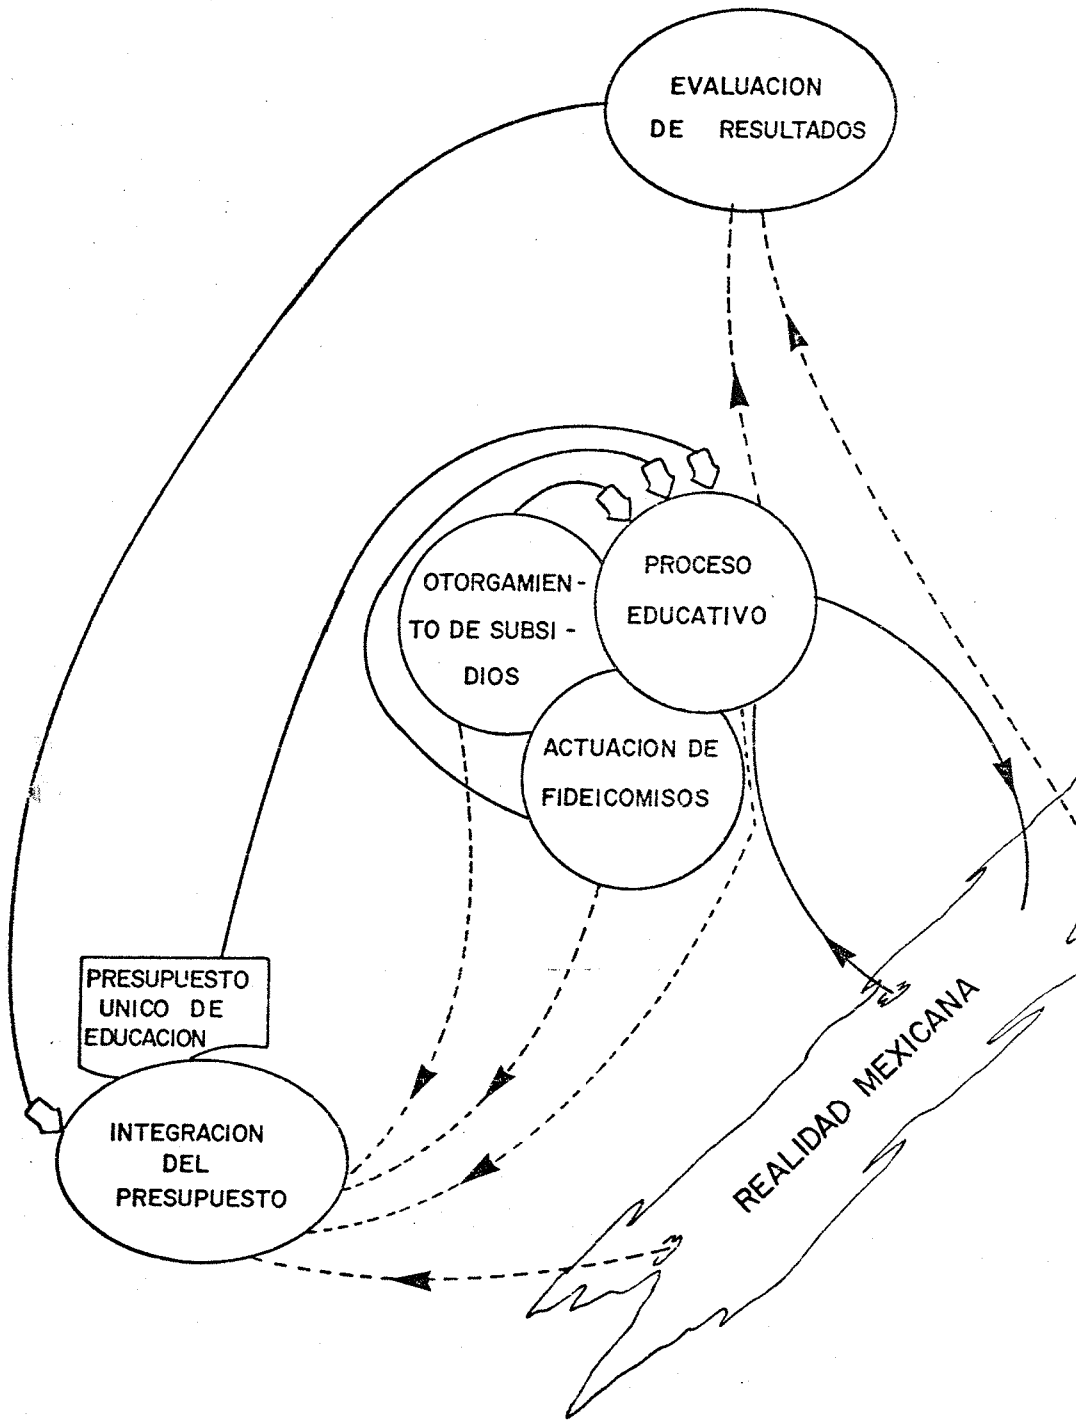 EVALUACION
DE RESULTADOS
PROCESO
EDUCATIVO
OTORGAMIEN-
TO DE SUBSI-
DIOS
ACTUACION DE
FIDEICOMISOS
PRESUPUESTO
UNICO DE
EDUCACION
INTEGRACION
DEL
PRESUPUESTO
REALIDAD MEXICANA